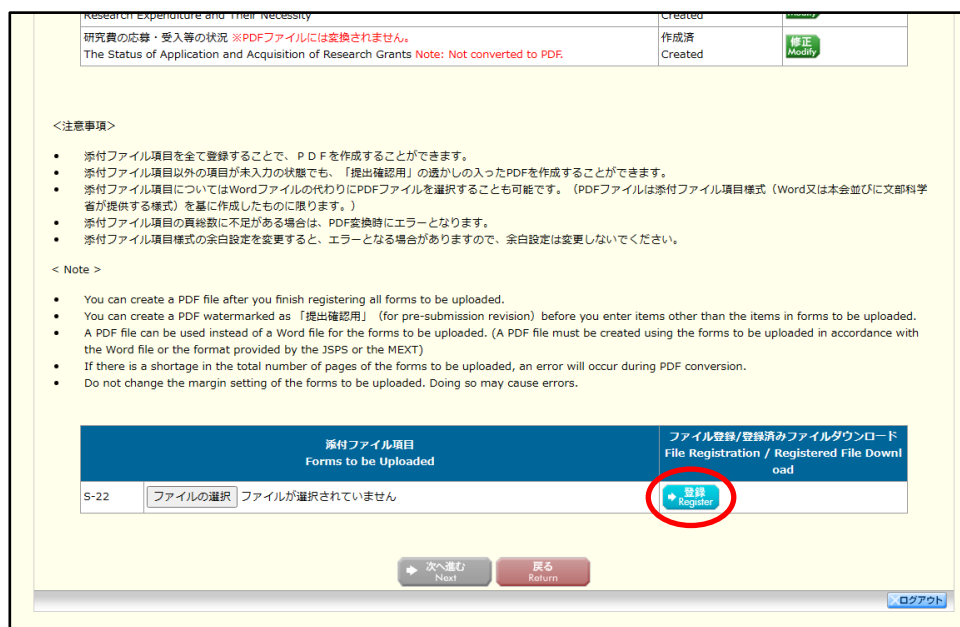 Research Expenditure and Their Necessity
Created
Modify
研究費の応募・受入等の状況 ※PDFファイルには変換されません。
The Status of Application and Acquisition of Research Grants Note: Not converted to PDF.
作成済
Created
修正
Modify
<注意事項>
• 添付ファイル項目を全て登録することで、ＰＤＦを作成することができます。
• 添付ファイル項目以外の項目が未入力の状態でも、「提出確認用」の透かしの入ったPDFを作成することができます。
• 添付ファイル項目についてはWordファイルの代わりにPDFファイルを選択することも可能です。（PDFファイルは添付ファイル項目様式（Word又は本会並びに文部科学
省が提供する様式）を基に作成したものに限ります。）
• 添付ファイル項目の頁総数に不足がある場合は、PDF変換時にエラーとなります。
• 添付ファイル項目様式の余白設定を変更すると、エラーとなる場合がありますので、余白設定は変更しないでください。
< Note >
• You can create a PDF file after you finish registering all forms to be uploaded.
• You can create a PDF watermarked as 「提出確認用」 (for pre-submission revision) before you enter items other than the items in forms to be uploaded.
• A PDF file can be used instead of a Word file for the forms to be uploaded. (A PDF file must be created using the forms to be uploaded in accordance with
the Word file or the format provided by the JSPS or the MEXT)
• If there is a shortage in the total number of pages of the forms to be uploaded, an error will occur during PDF conversion.
• Do not change the margin setting of the forms to be uploaded. Doing so may cause errors.
添付ファイル項目
Forms to be Uploaded
ファイル登録/登録済みファイルダウンロード
File Registration / Registered File Downl
oad
S-22
ファイルの選択 ファイルが選択されていません
登録
Register
次へ進む
Next
戻る
Return
ログアウト